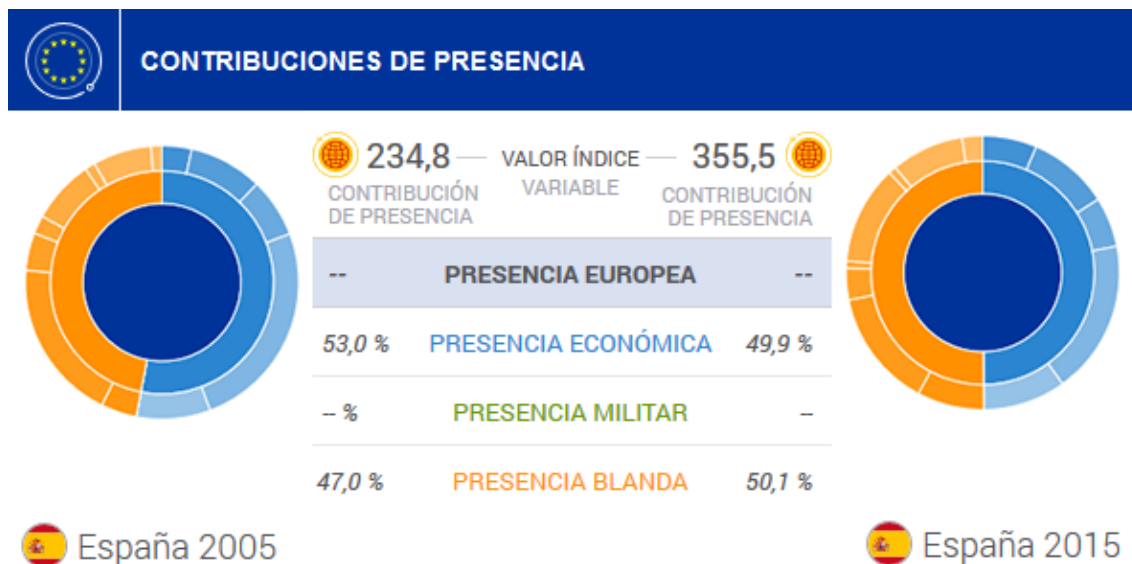 CONTRIBUCIONES DE PRESENCIA
234,8 — VALOR ÍNDICE — 355,5
CONTRIBUCIÓN DE PRESENCIA VARIABLE CONTRIBUCIÓN DE PRESENCIA
-- PRESENCIA EUROPEA --
53,0 % PRESENCIA ECONÓMICA 49,9 %
-- % PRESENCIA MILITAR --
47,0 % PRESENCIA BLANDA 50,1 %
España 2005 España 2015